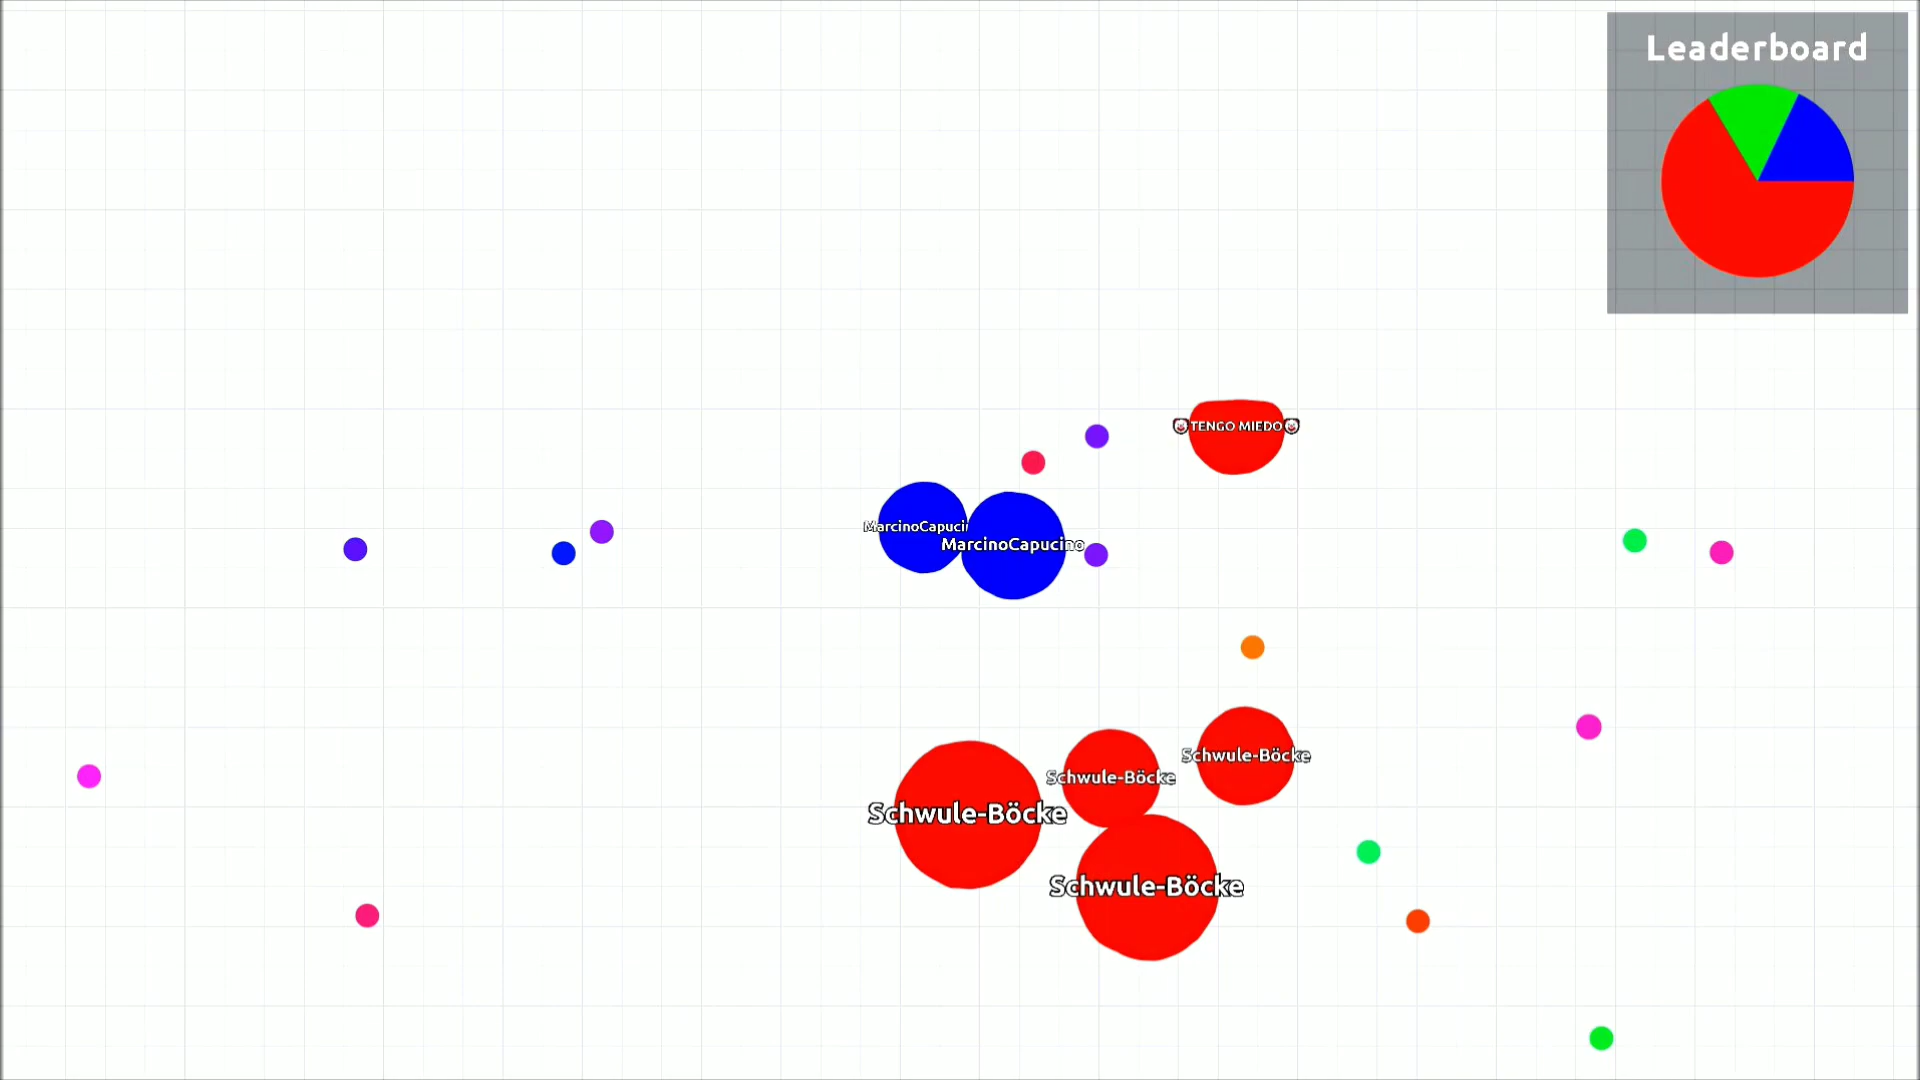 Leaderboard
🤡TENGO MIEDO🤡
MarcinoCapuci
MarcinoCapucino
Schwule-Böcke
Schwule-Böcke
Schwule-Böcke
Schwule-Böcke